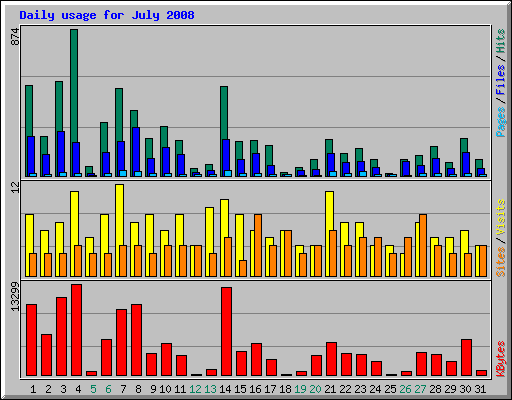 Daily usage for July 2008
874
Pages / Files / Hits
12
Sites / Visits
13299
KBytes
1 2 3 4 5 6 7 8 9 10 11 12 13 14 15 16 17 18 19 20 21 22 23 24 25 26 27 28 29 30 31